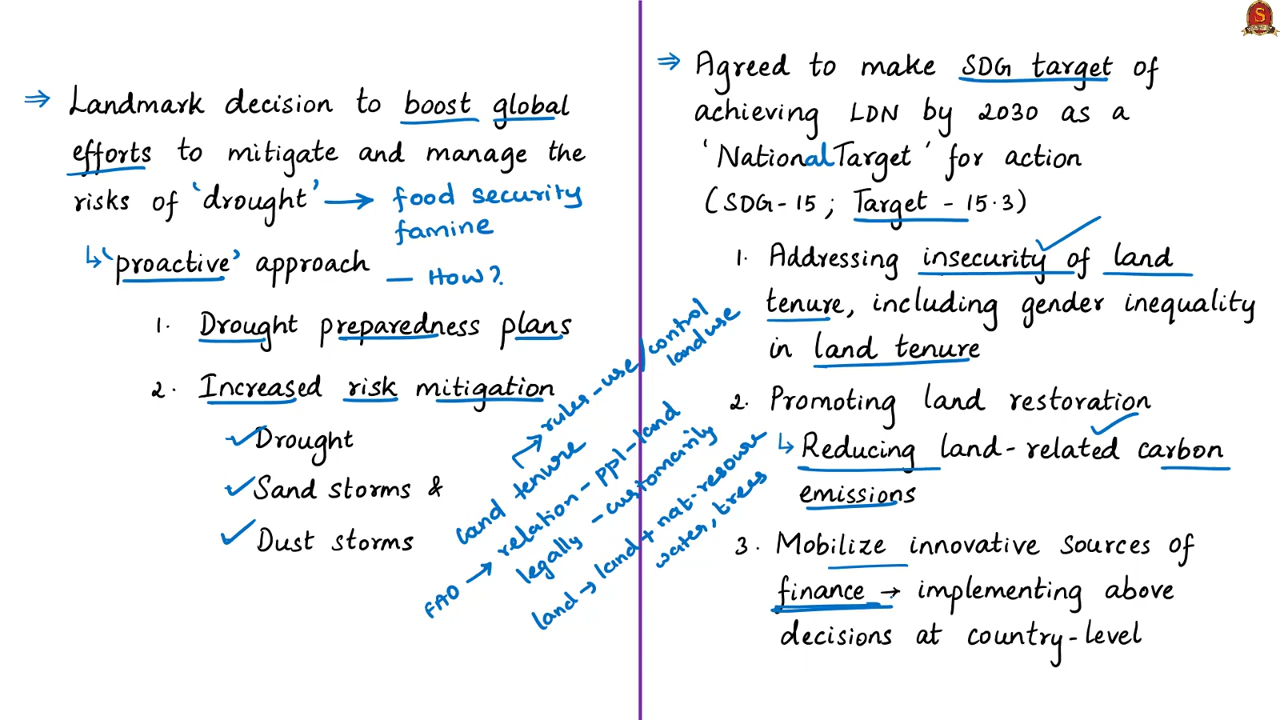 ⇒ Landmark decision to boost global
efforts to mitigate and manage the
risks of 'drought' → food security
famine
↳ 'proactive' approach
— How?
1. Drought preparedness plans
2. Increased risk mitigation
✓ Drought
✓ Sand storms &
✓ Dust storms
land tenure → rules - use/control
land use
FAO → relation - ppl - land
legally - customarily
land → land + nat. resource
water, trees
⇒ Agreed to make SDG target of
achieving LDN by 2030 as a
'National Target' for action
(SDG-15; Target - 15.3)
1. Addressing insecurity of land
tenure, including gender inequality
in land tenure
2. Promoting land restoration
↳ Reducing land-related carbon
emissions
3. Mobilize innovative sources of
finance → implementing above
decisions at country-level